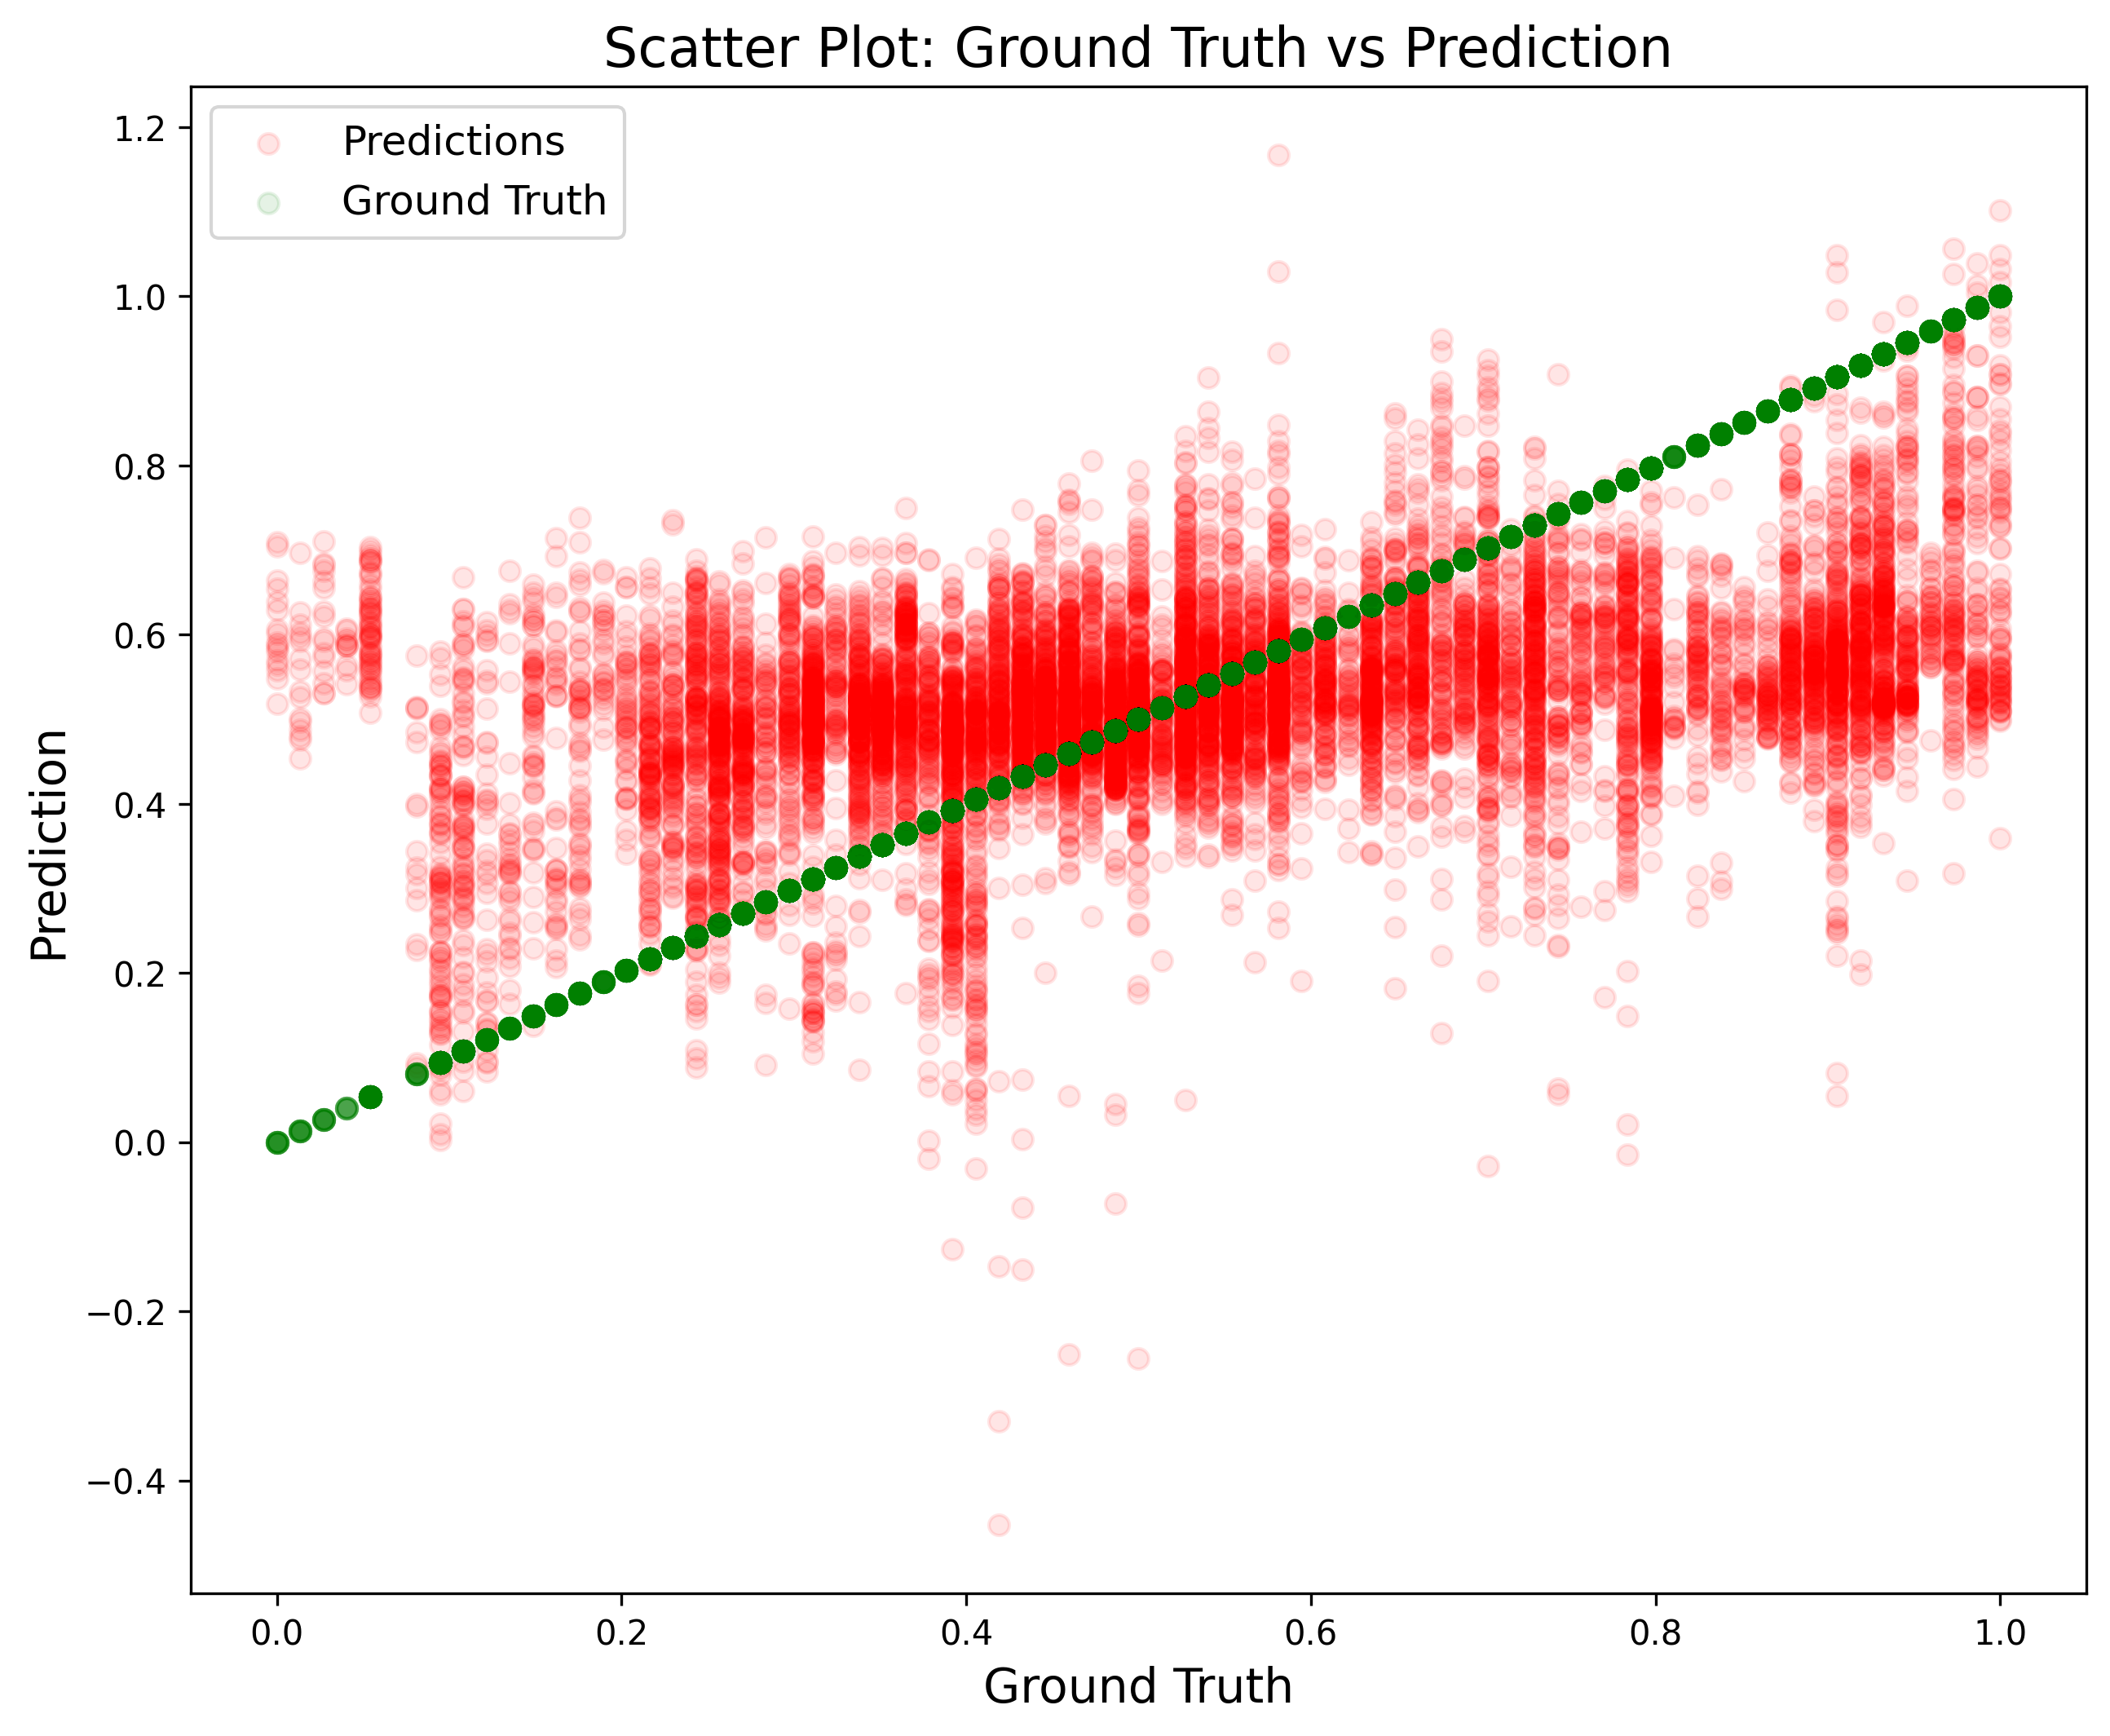 Scatter Plot: Ground Truth vs Prediction
Predictions
Ground Truth
1.2
1.0
0.8
0.6
0.4
0.2
0.0
−0.2
−0.4
Prediction
0.0 0.2 0.4 0.6 0.8 1.0
Ground Truth